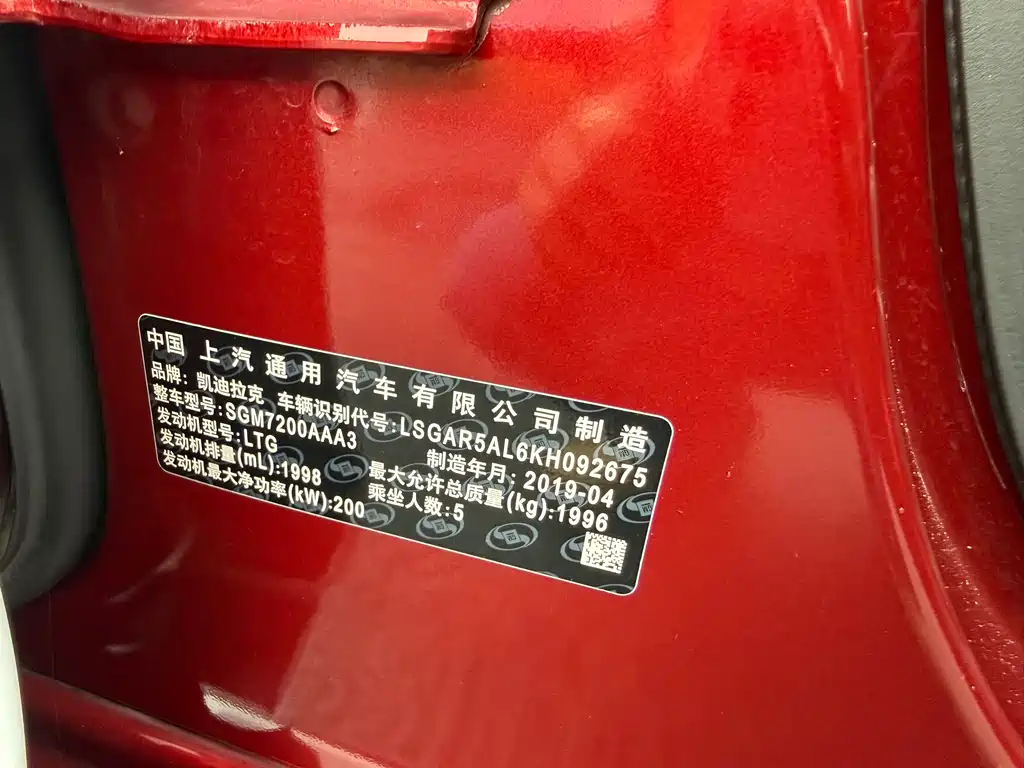 中国 上汽通用汽车有限公司制造
品牌: 凯迪拉克 车辆识别代号:LSGAR5AL6KH092675
整车型号:SGM7200AAA3 制造年月: 2019-04
发动机型号:LTG 最大允许总质量(kg):1996
发动机排量(mL):1998 乘坐人数:5
发动机最大净功率(kW):200